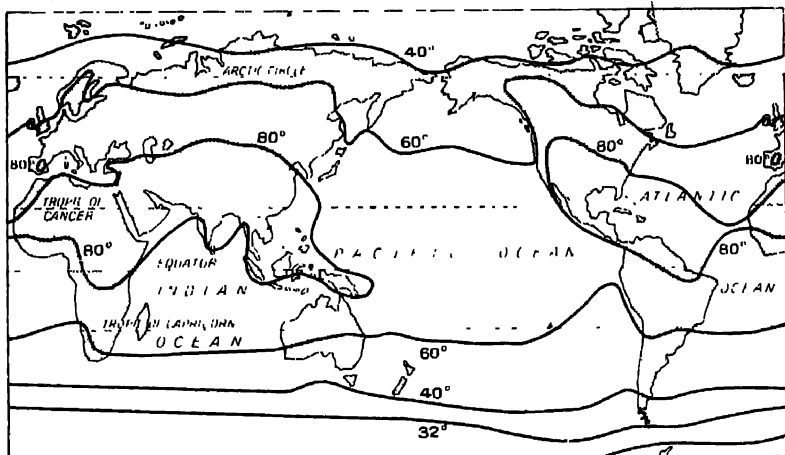 40°
ARCTIC CIRCLE
80° 60° 80°
80° 80°
TROPIC OF
CANCER
ATLANTIC
80° PACIFIC OCEAN 80°
EQUATOR
INDIAN OCEAN
TROPIC OF CAPRICORN
OCEAN
60°
40°
32°